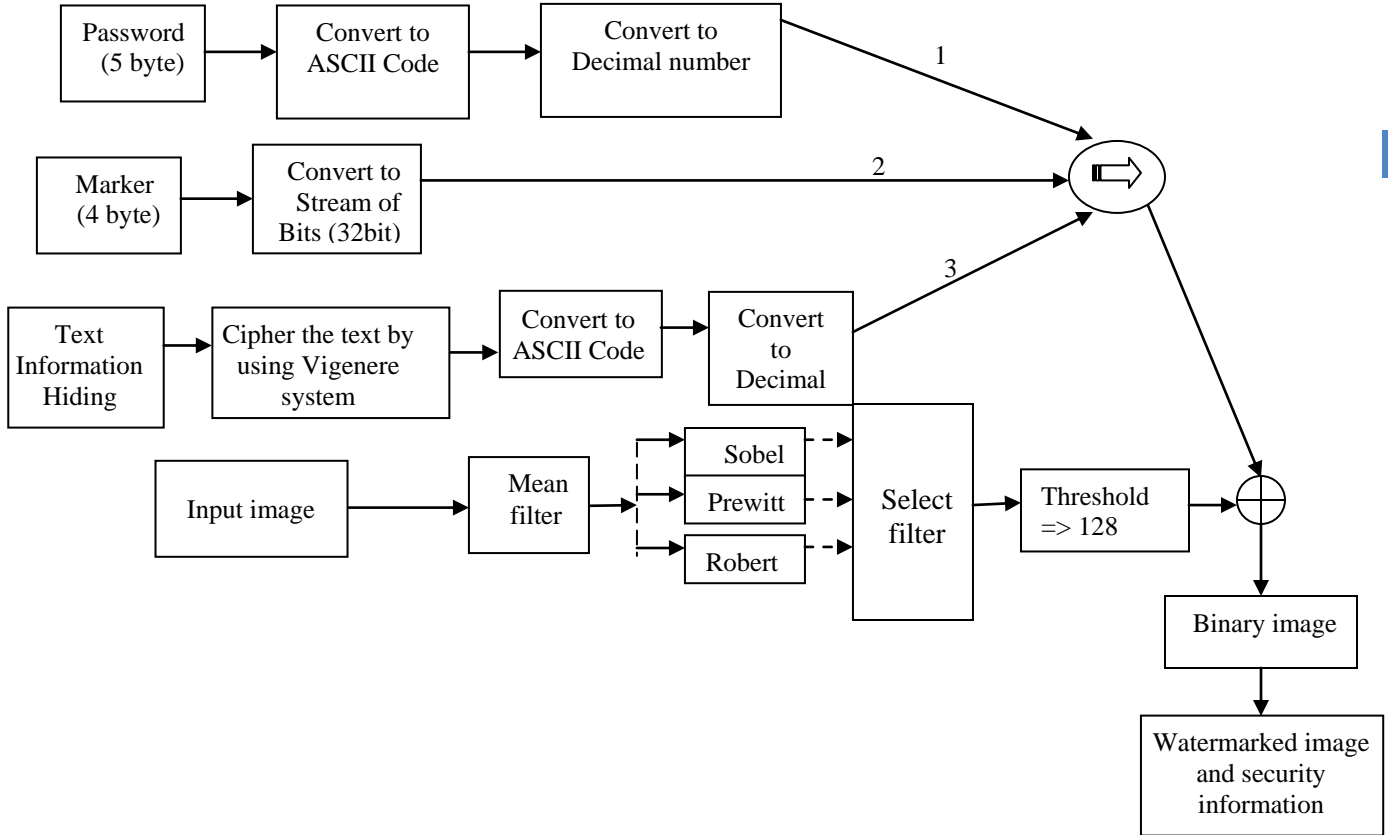 Password
(5 byte)
Convert to
ASCII Code
Convert to
Decimal number
1
Marker
(4 byte)
Convert to
Stream of
Bits (32bit)
2
3
Text
Information
Hiding
Cipher the text by
using Vigenere
system
Convert to
ASCII Code
Convert
to
Decimal
Input image
Mean
filter
Sobel
Prewitt
Robert
Select
filter
Threshold
=> 128
Binary image
Watermarked image
and security
information